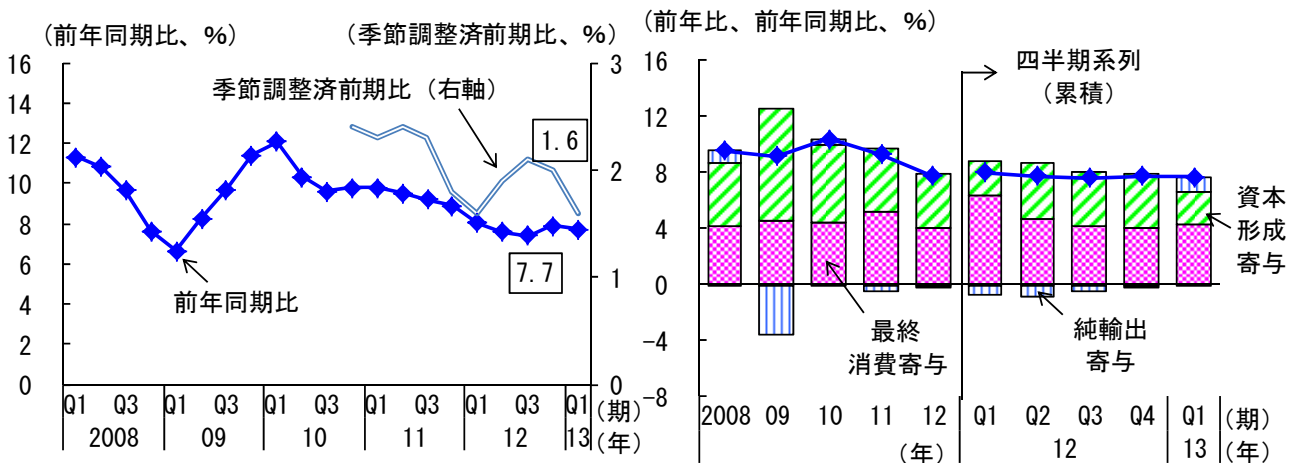 (前年同期比、%)
(季節調整済前期比、%)
16
14
12
10
8
6
4
2
0
3
2
1
0
季節調整済前期比(右軸)
1.6
7.7
前年同期比
Q1 Q3 Q1 Q3 Q1 Q3 Q1 Q3 Q1 Q3 Q1 (期)
2008 09 10 11 12 13 (年)
(前年比、前年同期比、%)
16
12
8
4
0
-4
-8
四半期系列
(累積)
資本
形成
寄与
最終
消費寄与
純輸出
寄与
2008 09 10 11 12 Q1 Q2 Q3 Q4 Q1 (期)
(年) 12 13 (年)